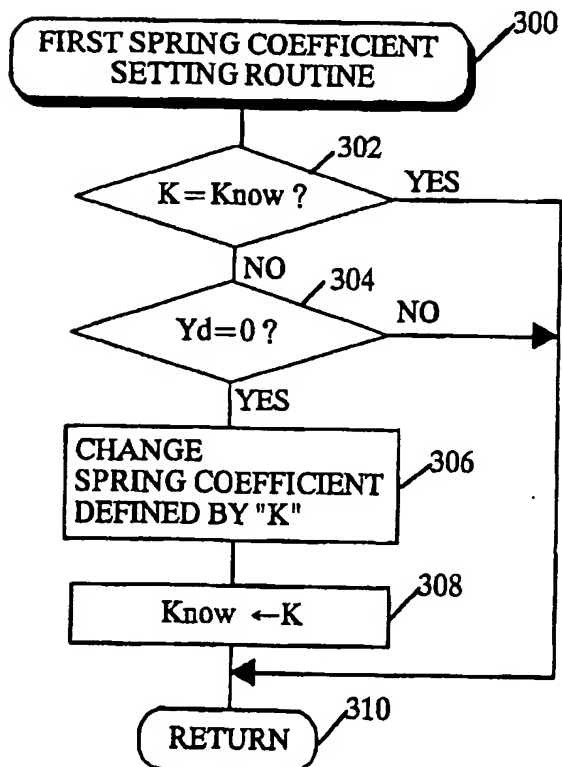 300
FIRST SPRING COEFFICIENT
SETTING ROUTINE
302
K=Know ?
YES
NO
304
Yd=0 ?
NO
YES
CHANGE
SPRING COEFFICIENT
DEFINED BY "K"
306
Know ←K
308
RETURN
310